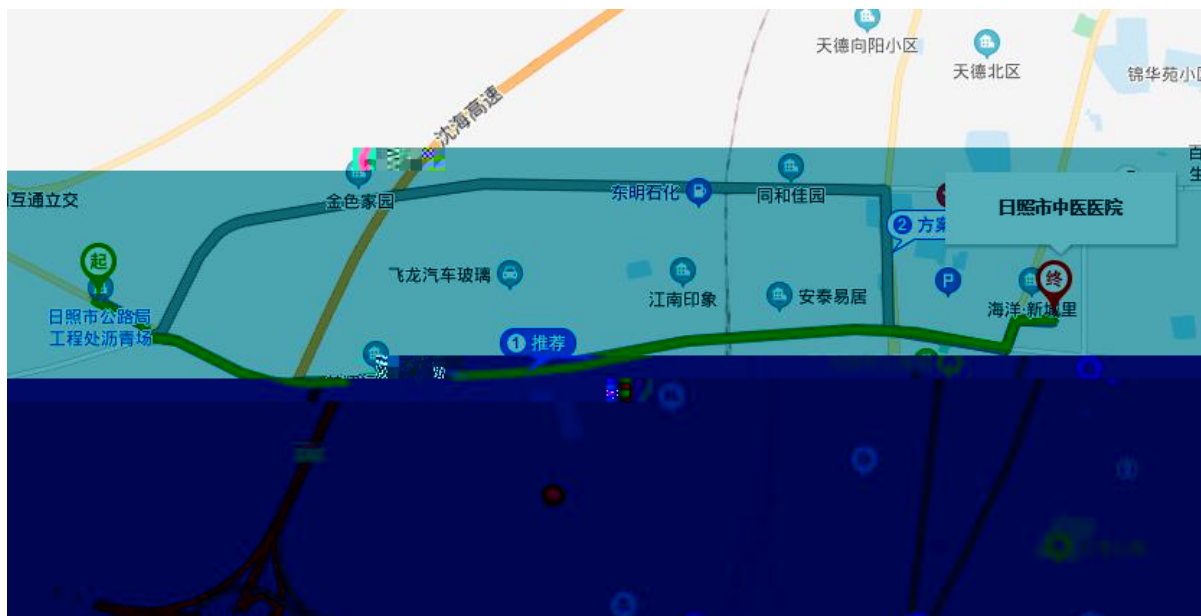 天德向阳小区
天德北区
锦华苑小区
沈海高速
互通立交
金色家园
东明石化
同和佳园
日照市中医医院
2 方案
起
飞龙汽车玻璃
江南印象
安泰易居
P
终
海洋·新城里
日照市公路局
工程处沥青场
1 推荐